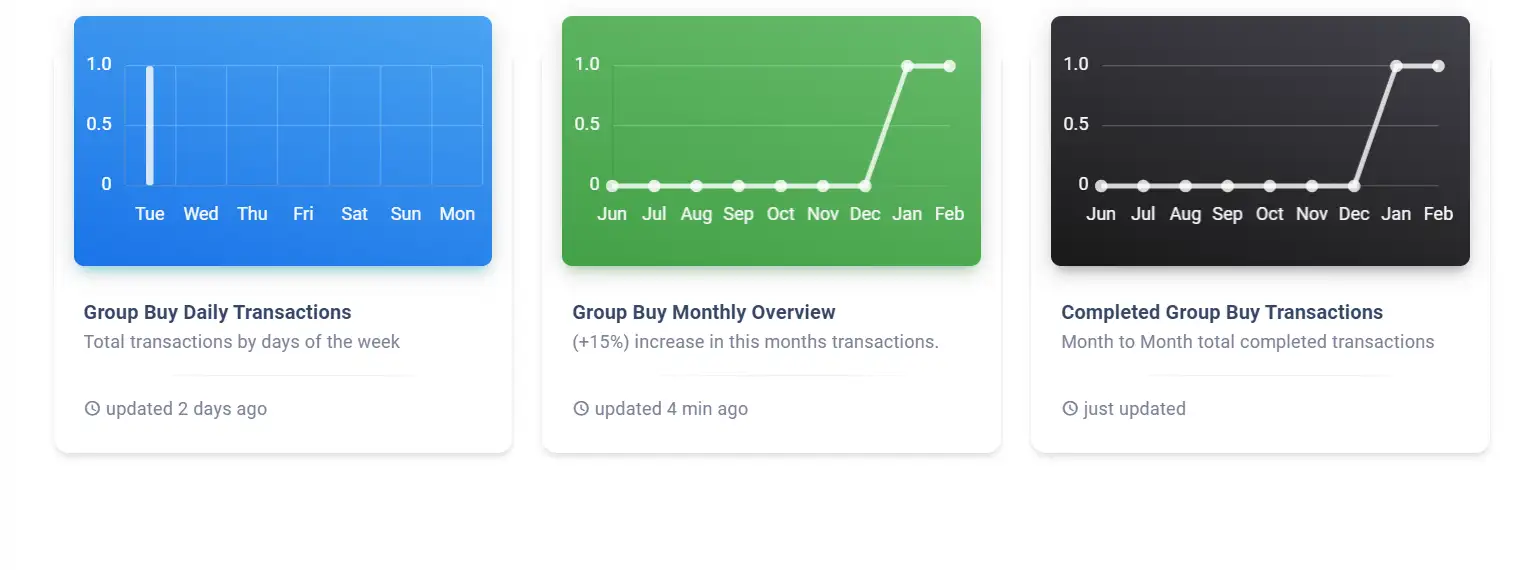 1.0
0.5
0
Tue Wed Thu Fri Sat Sun Mon
Group Buy Daily Transactions
Total transactions by days of the week
updated 2 days ago
1.0
0.5
0
Jun Jul Aug Sep Oct Nov Dec Jan Feb
Group Buy Monthly Overview
(+15%) increase in this months transactions.
updated 4 min ago
1.0
0.5
0
Jun Jul Aug Sep Oct Nov Dec Jan Feb
Completed Group Buy Transactions
Month to Month total completed transactions
just updated